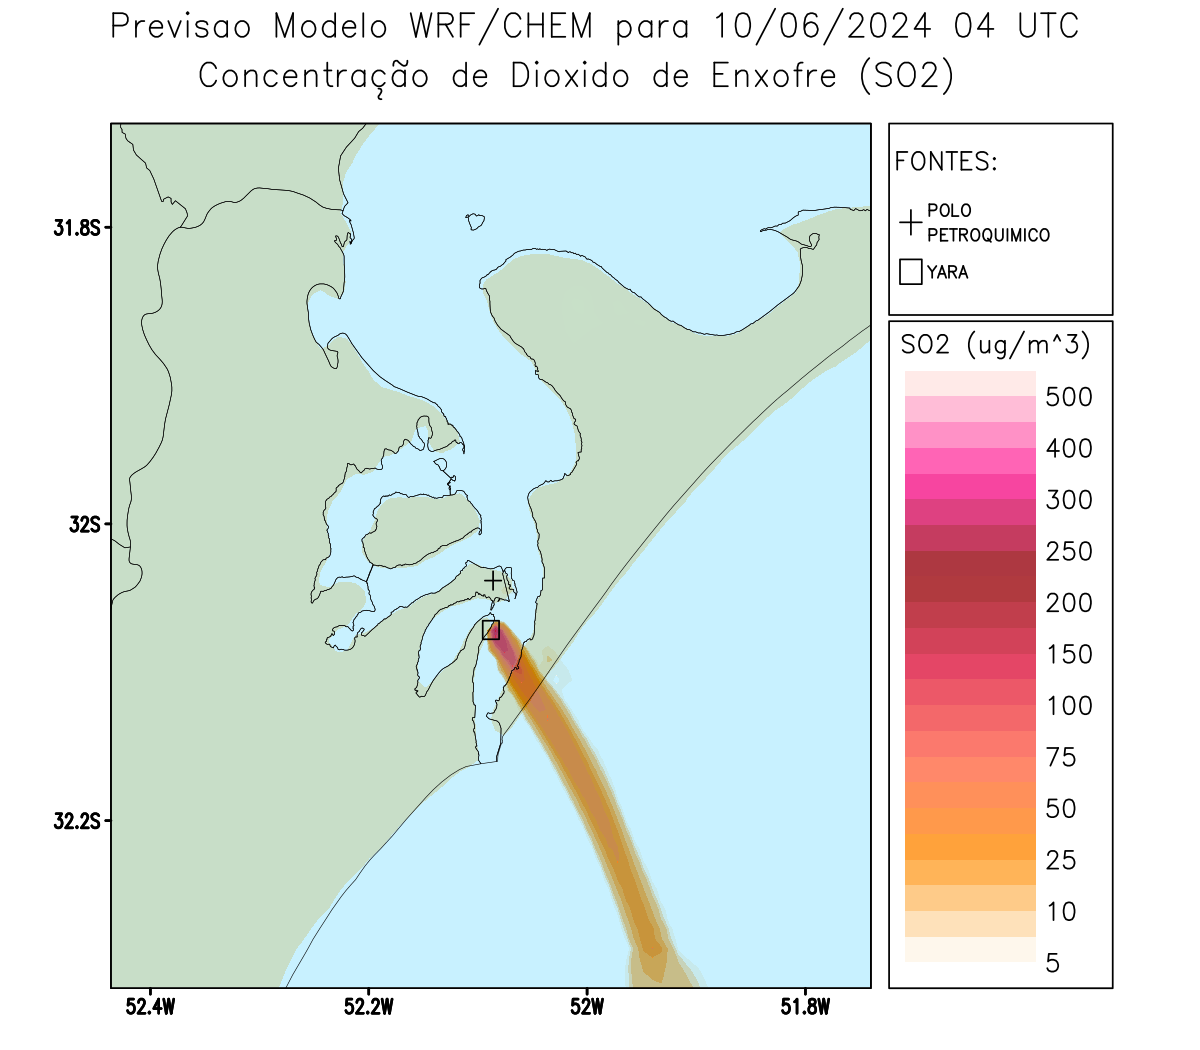 Previsao Modelo WRF/CHEM para 10/06/2024 04 UTC
Concentração de Dioxido de Enxofre (SO2)
FONTES:
POLO
PETROQUIMICO
YARA
SO2 (ug/m^3)
500
400
300
250
200
150
100
75
50
25
10
5
31.8S
32S
32.2S
52.4W
52.2W
52W
51.8W